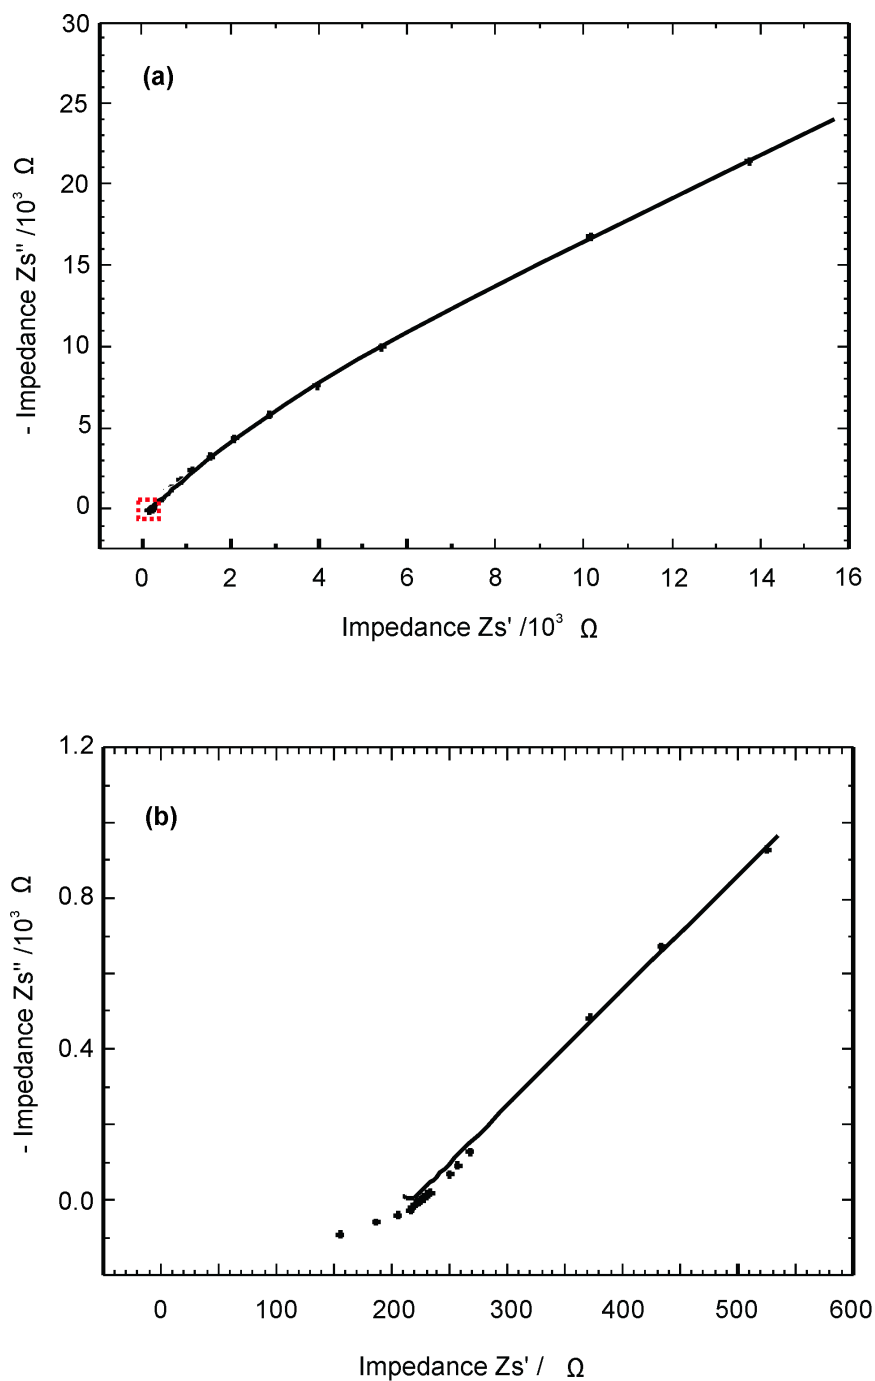 (a)
30
25
20
15
10
5
0
- Impedance Zs'' /10³ Ω
0 2 4 6 8 10 12 14 16
Impedance Zs' /10³ Ω
(b)
1.2
0.8
0.4
0.0
- Impedance Zs'' /10³ Ω
0 100 200 300 400 500 600
Impedance Zs' / Ω